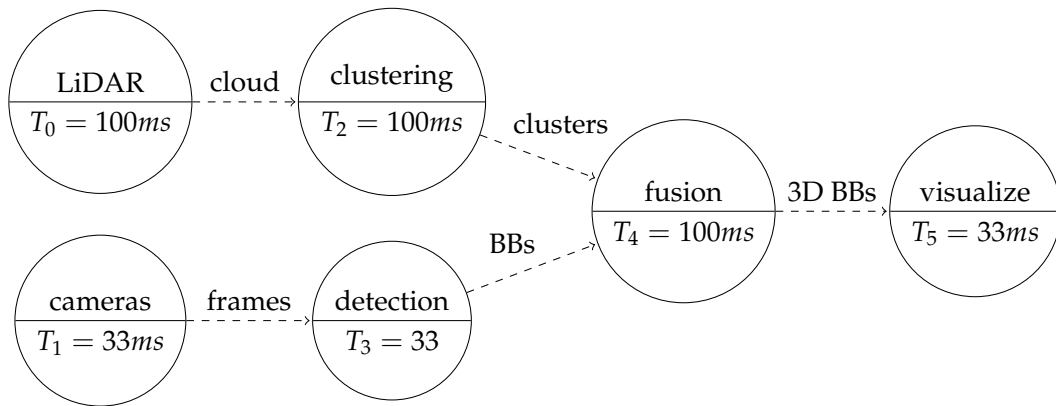 LiDAR
T₀ = 100ms
cloud
clustering
T₂ = 100ms
clusters
cameras
T₁ = 33ms
frames
detection
T₃ = 33
BBs
fusion
T₄ = 100ms
3D BBs
visualize
T₅ = 33ms